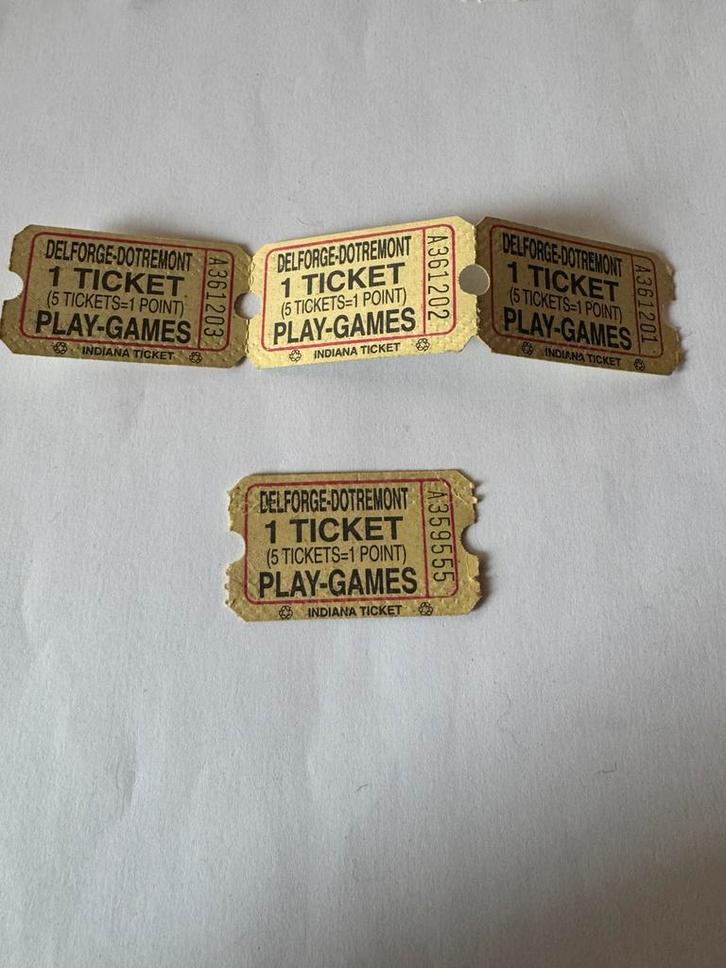 DELFORGE-DOTREMONT
1 TICKET
(5 TICKETS=1 POINT)
PLAY-GAMES
INDIANA TICKET
A361203
DELFORGE-DOTREMONT
1 TICKET
(5 TICKETS=1 POINT)
PLAY-GAMES
INDIANA TICKET
A361202
DELFORGE-DOTREMONT
1 TICKET
(5 TICKETS=1 POINT)
PLAY-GAMES
INDIANA TICKET
A361201
DELFORGE-DOTREMONT
1 TICKET
(5 TICKETS=1 POINT)
PLAY-GAMES
INDIANA TICKET
A359555